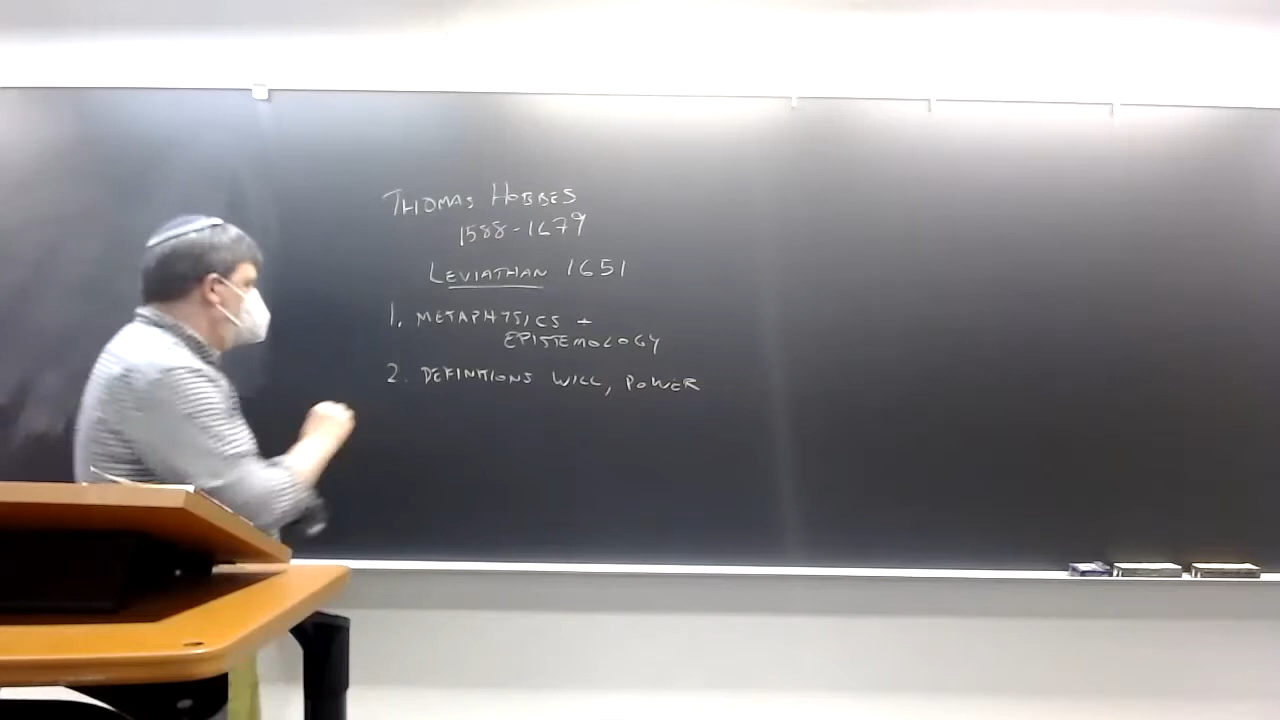 THOMAS HOBBES
1588-1679
LEVIATHAN 1651
1. METAPHYSICS +
EPISTEMOLOGY
2. DEFINITIONS WILL, POWER